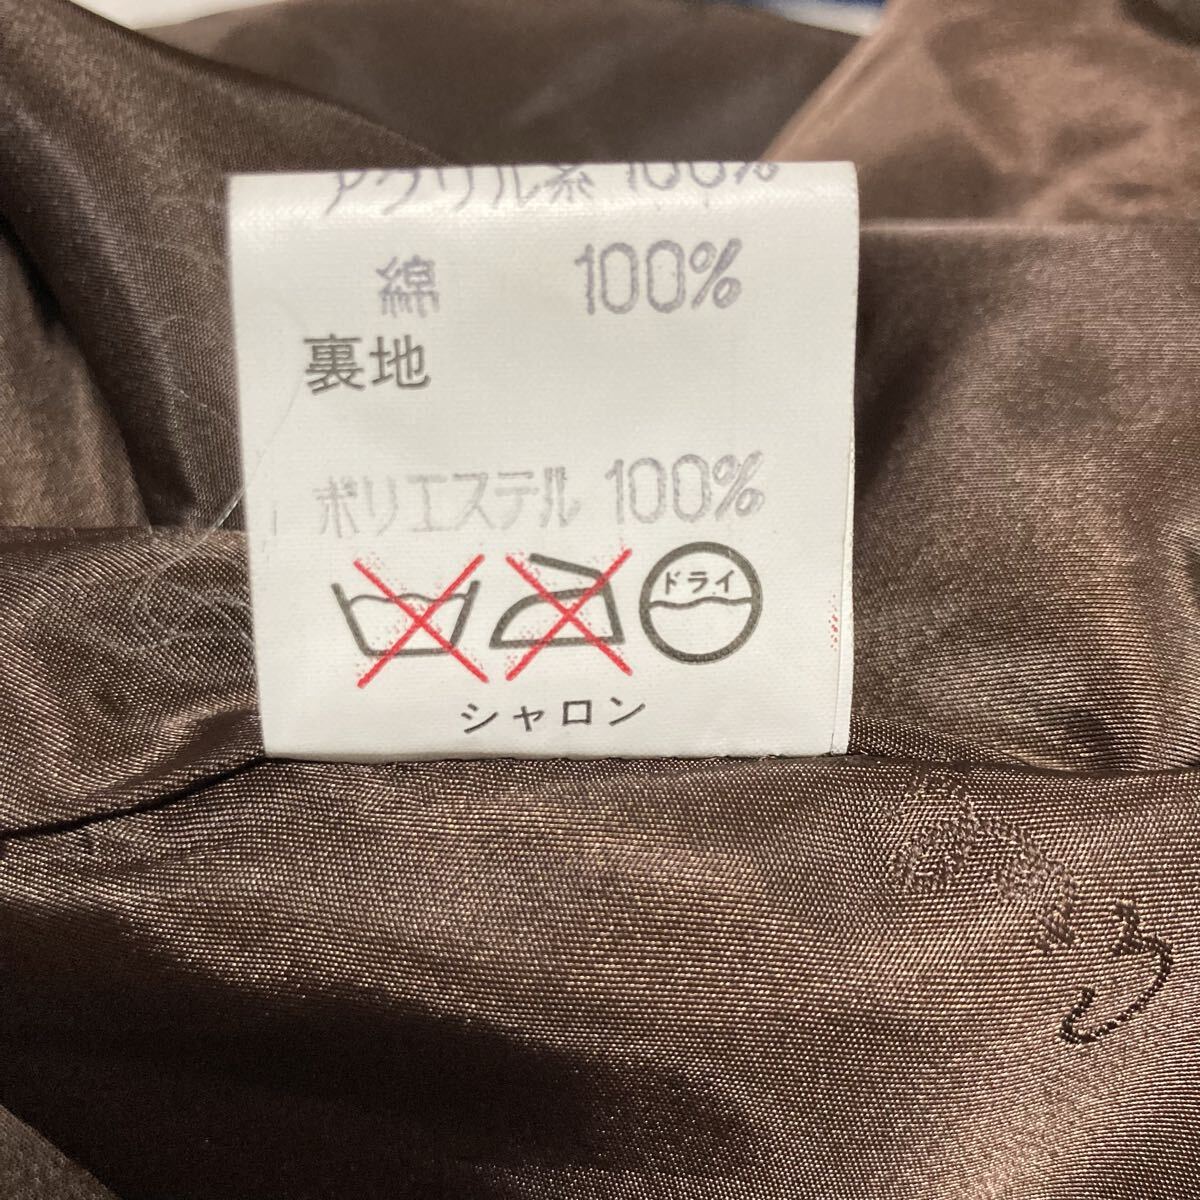 アクリル系 100%
綿 100%
裏地
ポリエステル 100%
ドライ
シャロン